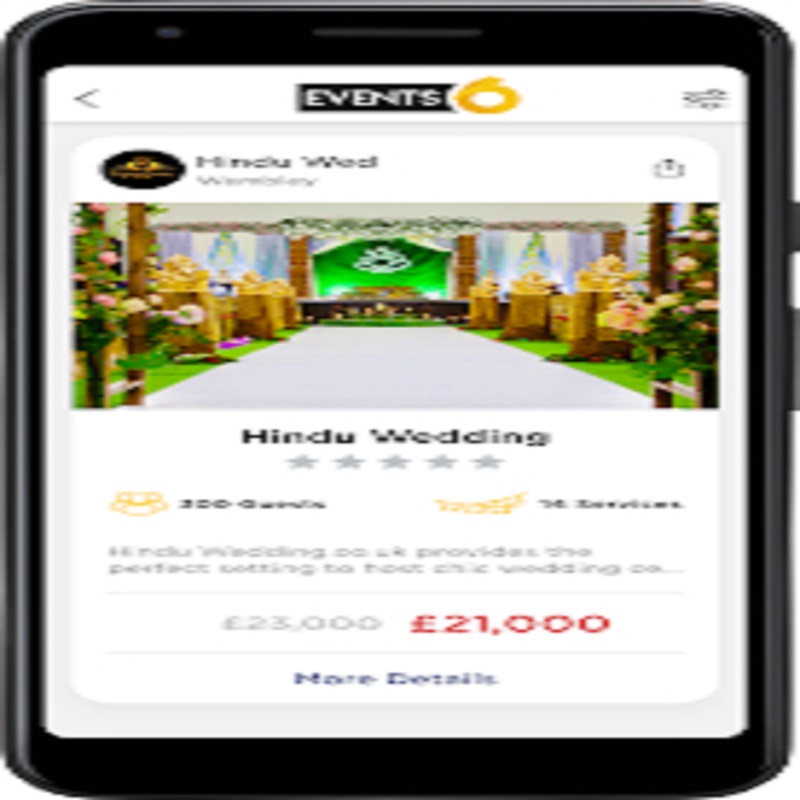 EVENTS 6
Hindu Wed
Wembley
Hindu Wedding
300 Guests
14 Services
Hindu Wedding.co.uk provides the
perfect setting to host chic wedding ce...
£23,000 £21,000
More Details